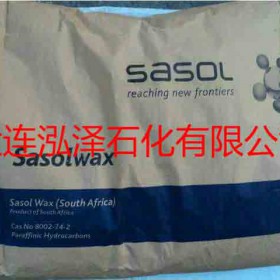 sasol
reaching new frontiers
连泓泽石化有限公
Sasolwax
Sasol Wax (South Africa)
Product of South Africa
Cas No 8002-74-2
Paraffinic Hydrocarbons